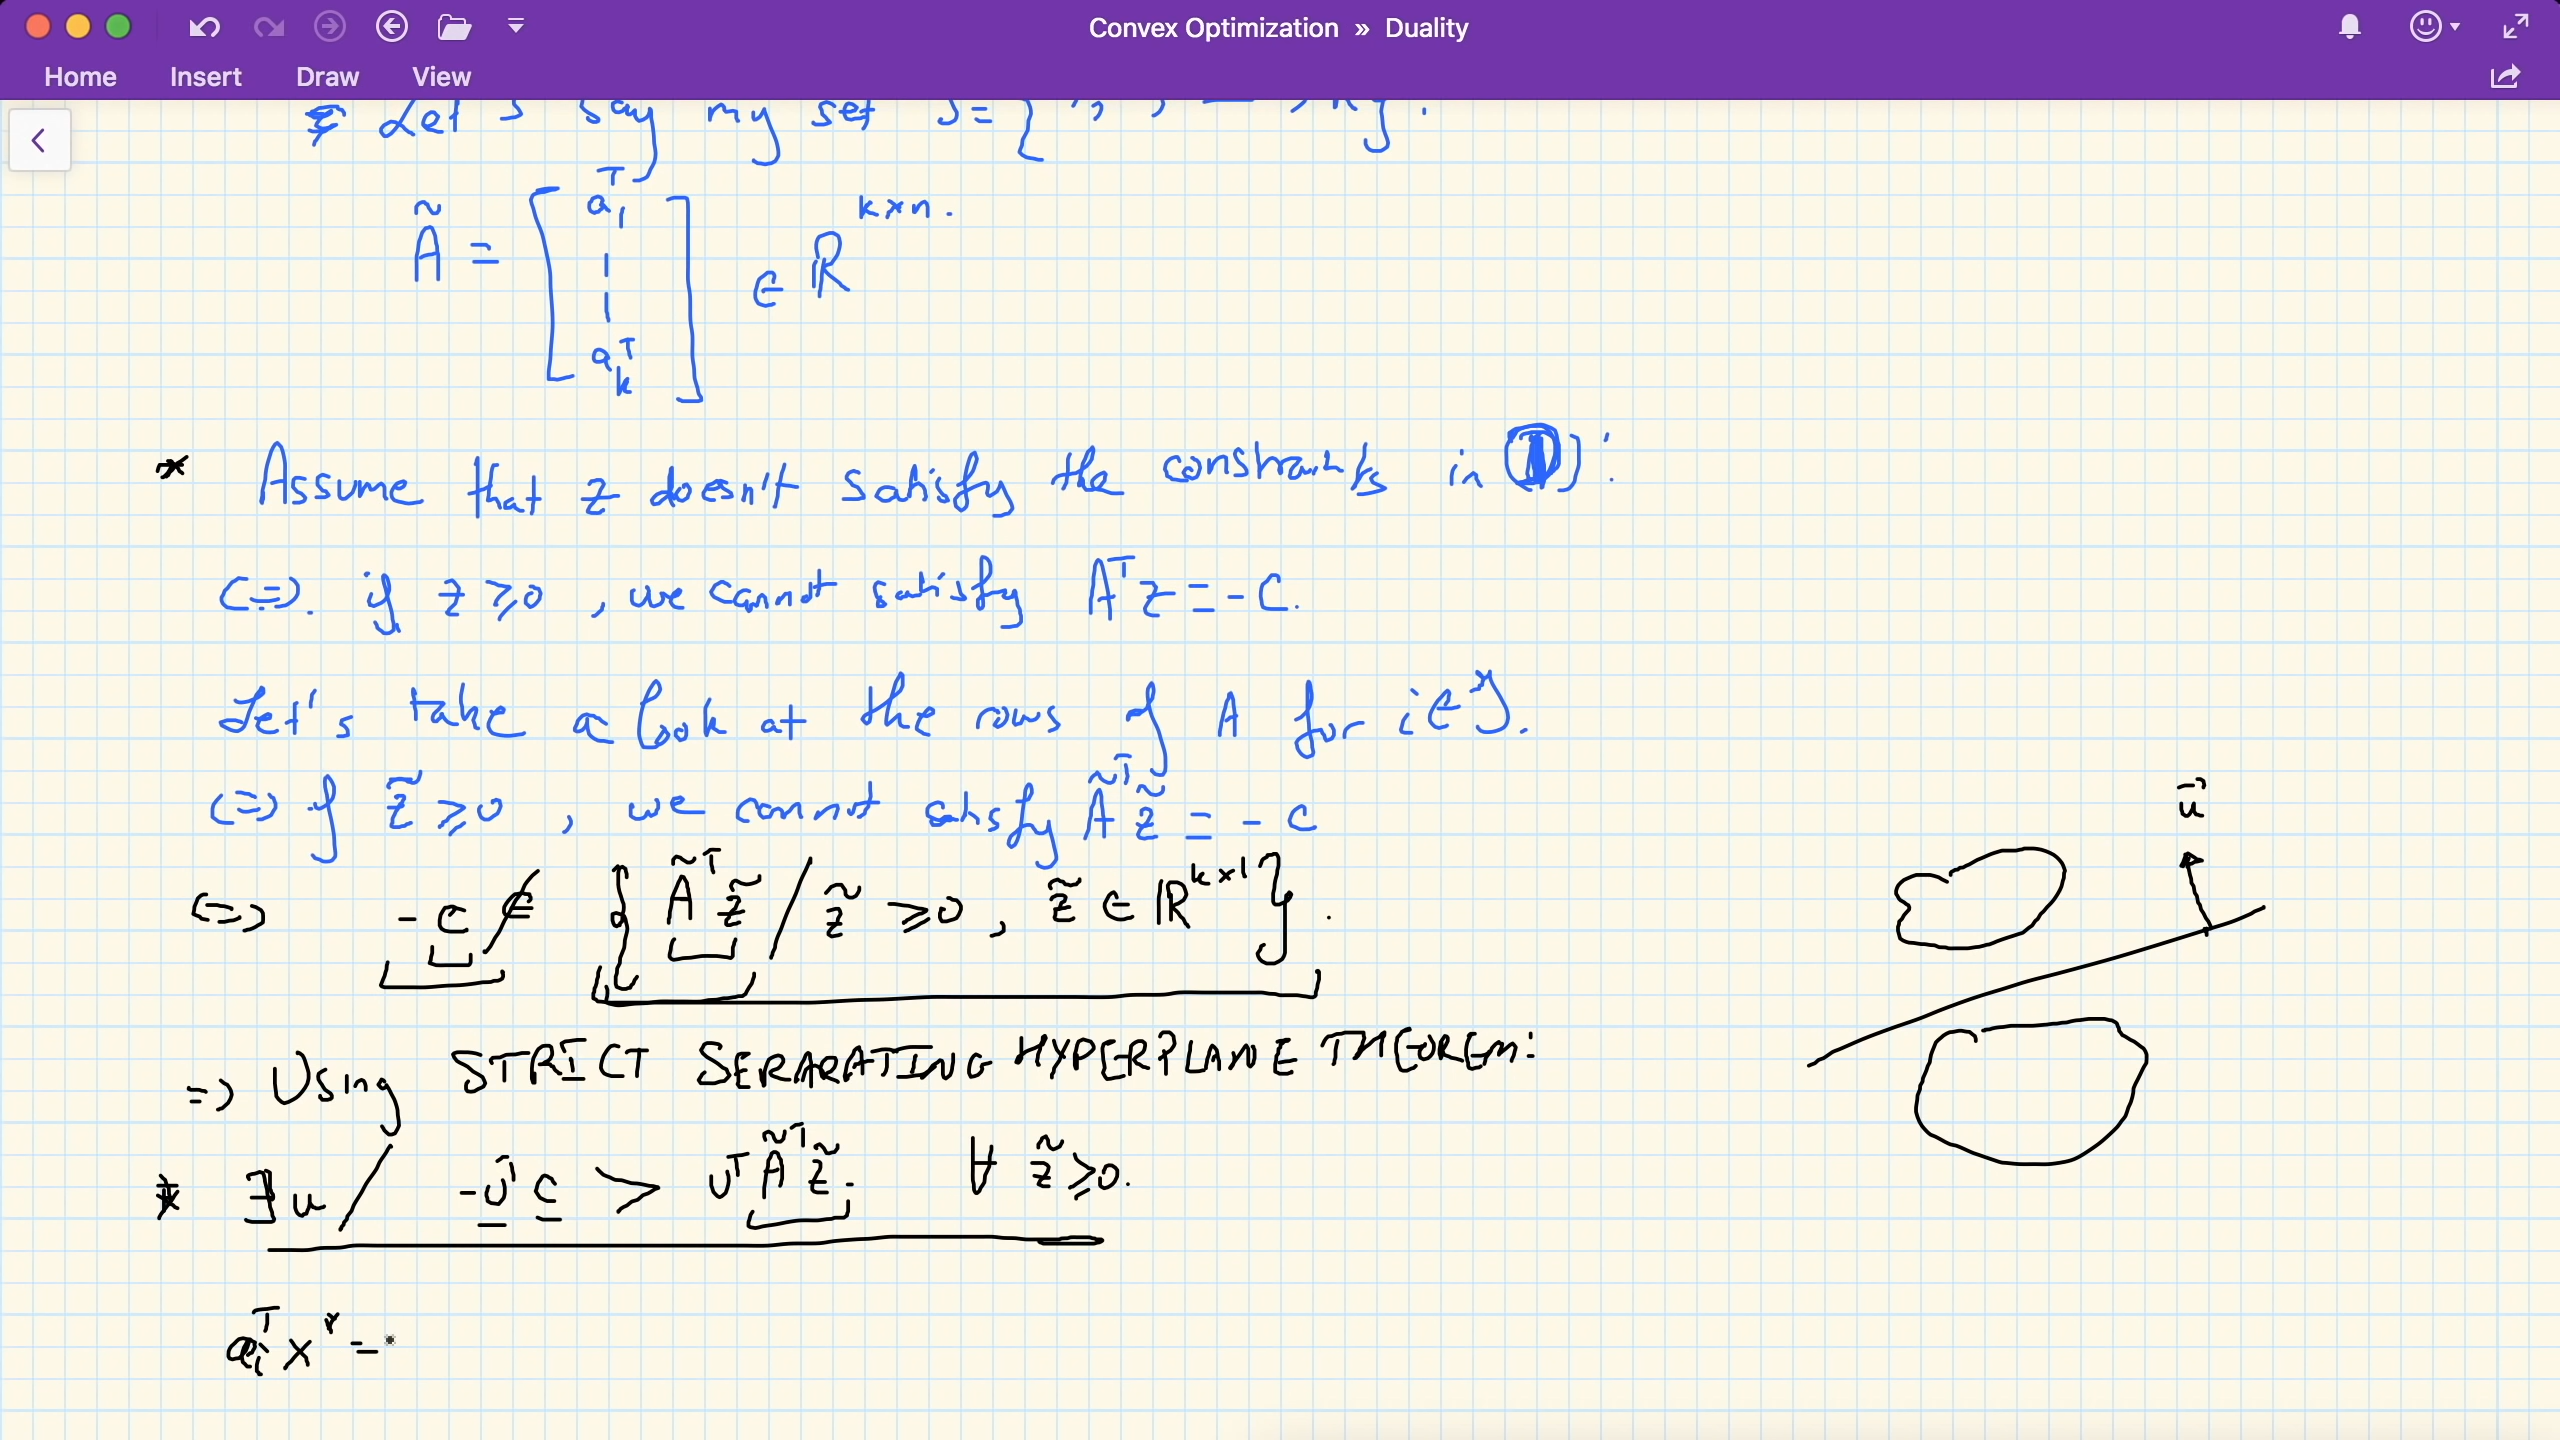 Convex Optimization » Duality
Home Insert Draw View
* Let's say my set J = { , , — , k }.
Ã = [ a₁ᵀ | | aₖᵀ ] ∈ ℝ^{k×n}.
* Assume that z doesn't satisfy the constraints in (D):
(=). if z ⩾ 0, we cannot satisfy Aᵀz = -c.
Let's take a look at the rows of A for i ∈ J.
(=) if z̃ ⩾ 0, we cannot satisfy Ãᵀz̃ = -c
(=) -c ∉ { Ãᵀz̃ / z̃ ⩾ 0, z̃ ∈ ℝ^{k×1} }.
u⃗
=) Using STRICT SERARATING HYPERPLANE THEOREM:
* ∃u / -uᵀc > uᵀÃᵀz̃. ∀ z̃ ⩾ 0.
aᵢᵀx* =